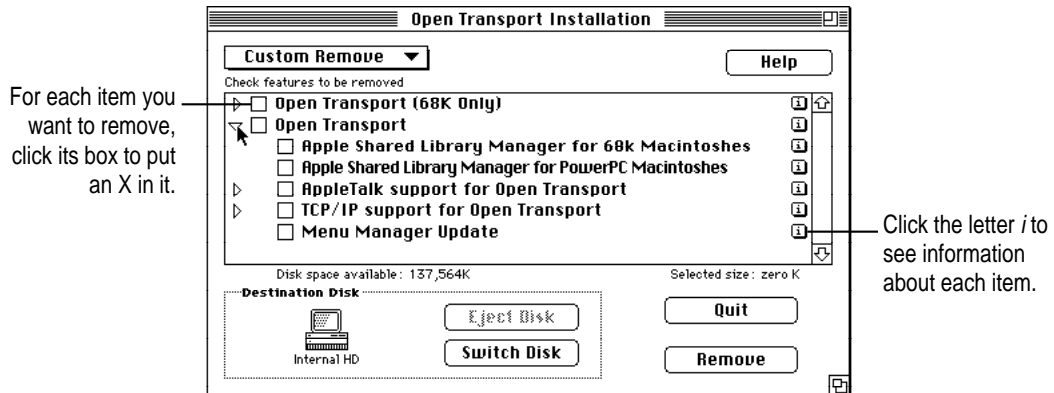 Open Transport Installation
Custom Remove
Help
Check features to be removed
For each item you
want to remove,
click its box to put
an X in it.
Open Transport (68K Only)
Open Transport
Apple Shared Library Manager for 68k Macintoshes
Apple Shared Library Manager for PowerPC Macintoshes
AppleTalk support for Open Transport
TCP/IP support for Open Transport
Menu Manager Update
Click the letter i to
see information
about each item.
Disk space available: 137,564K
Selected size: zero K
Destination Disk
Internal HD
Eject Disk
Switch Disk
Quit
Remove